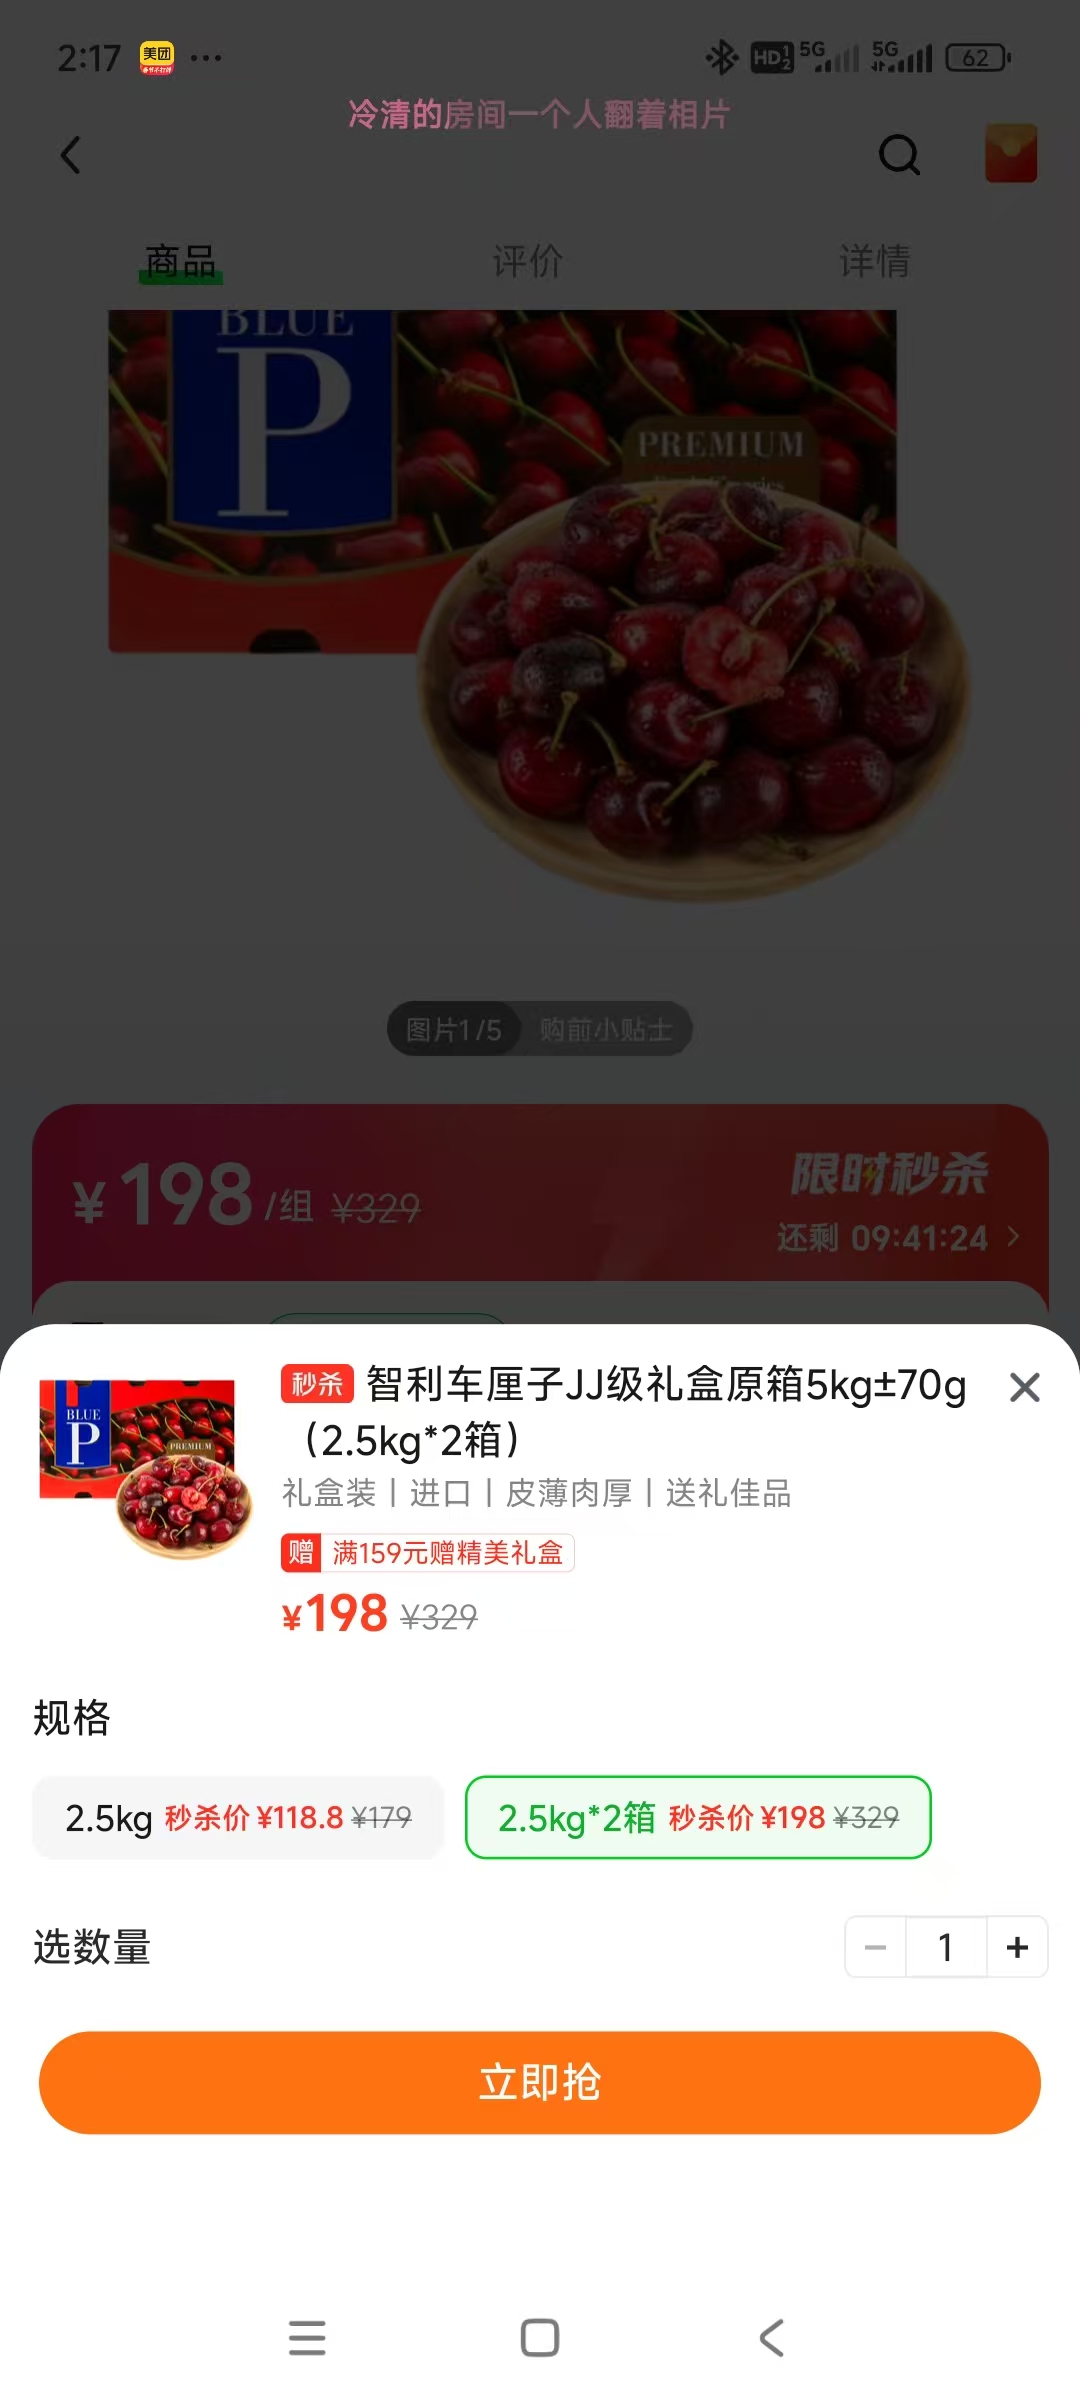 2:17 美团 ··· HD 1 2 5G 5G 62
冷清的房间一个人翻着相片
商品 评价 详情
BLUE
P
PREMIUM
图片1/5 购前小贴士
¥198/组 ¥329
限时秒杀
还剩 09:41:24
秒杀 智利车厘子JJ级礼盒原箱5kg±70g
（2.5kg*2箱）
BLUE
P
PREMIUM
礼盒装｜进口｜皮薄肉厚｜送礼佳品
赠 满159元赠精美礼盒
¥198 ¥329
规格
2.5kg 秒杀价 ¥118.8 ¥179
2.5kg*2箱 秒杀价 ¥198 ¥329
选数量
1
立即抢